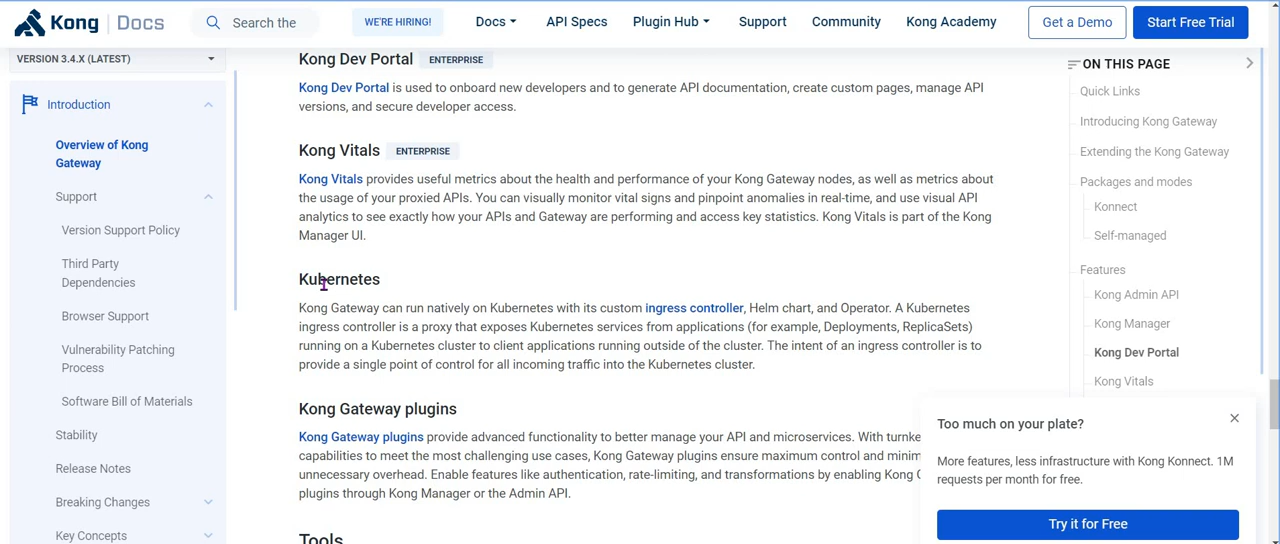 Kong Docs
Search the
WE'RE HIRING!
Docs
API Specs
Plugin Hub
Support
Community
Kong Academy
Get a Demo
Start Free Trial
VERSION 3.4.X (LATEST)
Introduction
Overview of Kong
Gateway
Support
Version Support Policy
Third Party
Dependencies
Browser Support
Vulnerability Patching
Process
Software Bill of Materials
Stability
Release Notes
Breaking Changes
Key Concepts
Kong Dev Portal ENTERPRISE
Kong Dev Portal is used to onboard new developers and to generate API documentation, create custom pages, manage API
versions, and secure developer access.
Kong Vitals ENTERPRISE
Kong Vitals provides useful metrics about the health and performance of your Kong Gateway nodes, as well as metrics about
the usage of your proxied APIs. You can visually monitor vital signs and pinpoint anomalies in real-time, and use visual API
analytics to see exactly how your APIs and Gateway are performing and access key statistics. Kong Vitals is part of the Kong
Manager UI.
Kubernetes
Kong Gateway can run natively on Kubernetes with its custom ingress controller, Helm chart, and Operator. A Kubernetes
ingress controller is a proxy that exposes Kubernetes services from applications (for example, Deployments, ReplicaSets)
running on a Kubernetes cluster to client applications running outside of the cluster. The intent of an ingress controller is to
provide a single point of control for all incoming traffic into the Kubernetes cluster.
Kong Gateway plugins
Kong Gateway plugins provide advanced functionality to better manage your API and microservices. With turnke
capabilities to meet the most challenging use cases, Kong Gateway plugins ensure maximum control and minim
unnecessary overhead. Enable features like authentication, rate-limiting, and transformations by enabling Kong
plugins through Kong Manager or the Admin API.
Tools
ON THIS PAGE
Quick Links
Introducing Kong Gateway
Extending the Kong Gateway
Packages and modes
Konnect
Self-managed
Features
Kong Admin API
Kong Manager
Kong Dev Portal
Kong Vitals
Too much on your plate?
More features, less infrastructure with Kong Konnect. 1M
requests per month for free.
Try it for Free